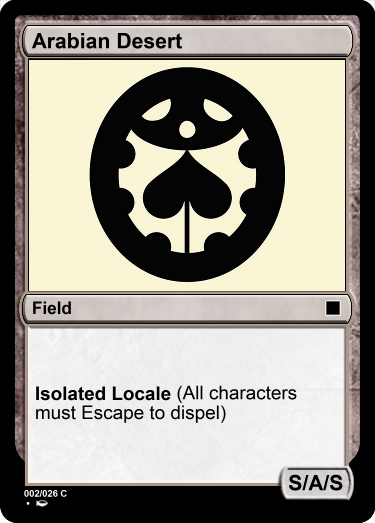 Arabian Desert
Field
Isolated Locale (All characters
must Escape to dispel)
S/A/S
002/026 C